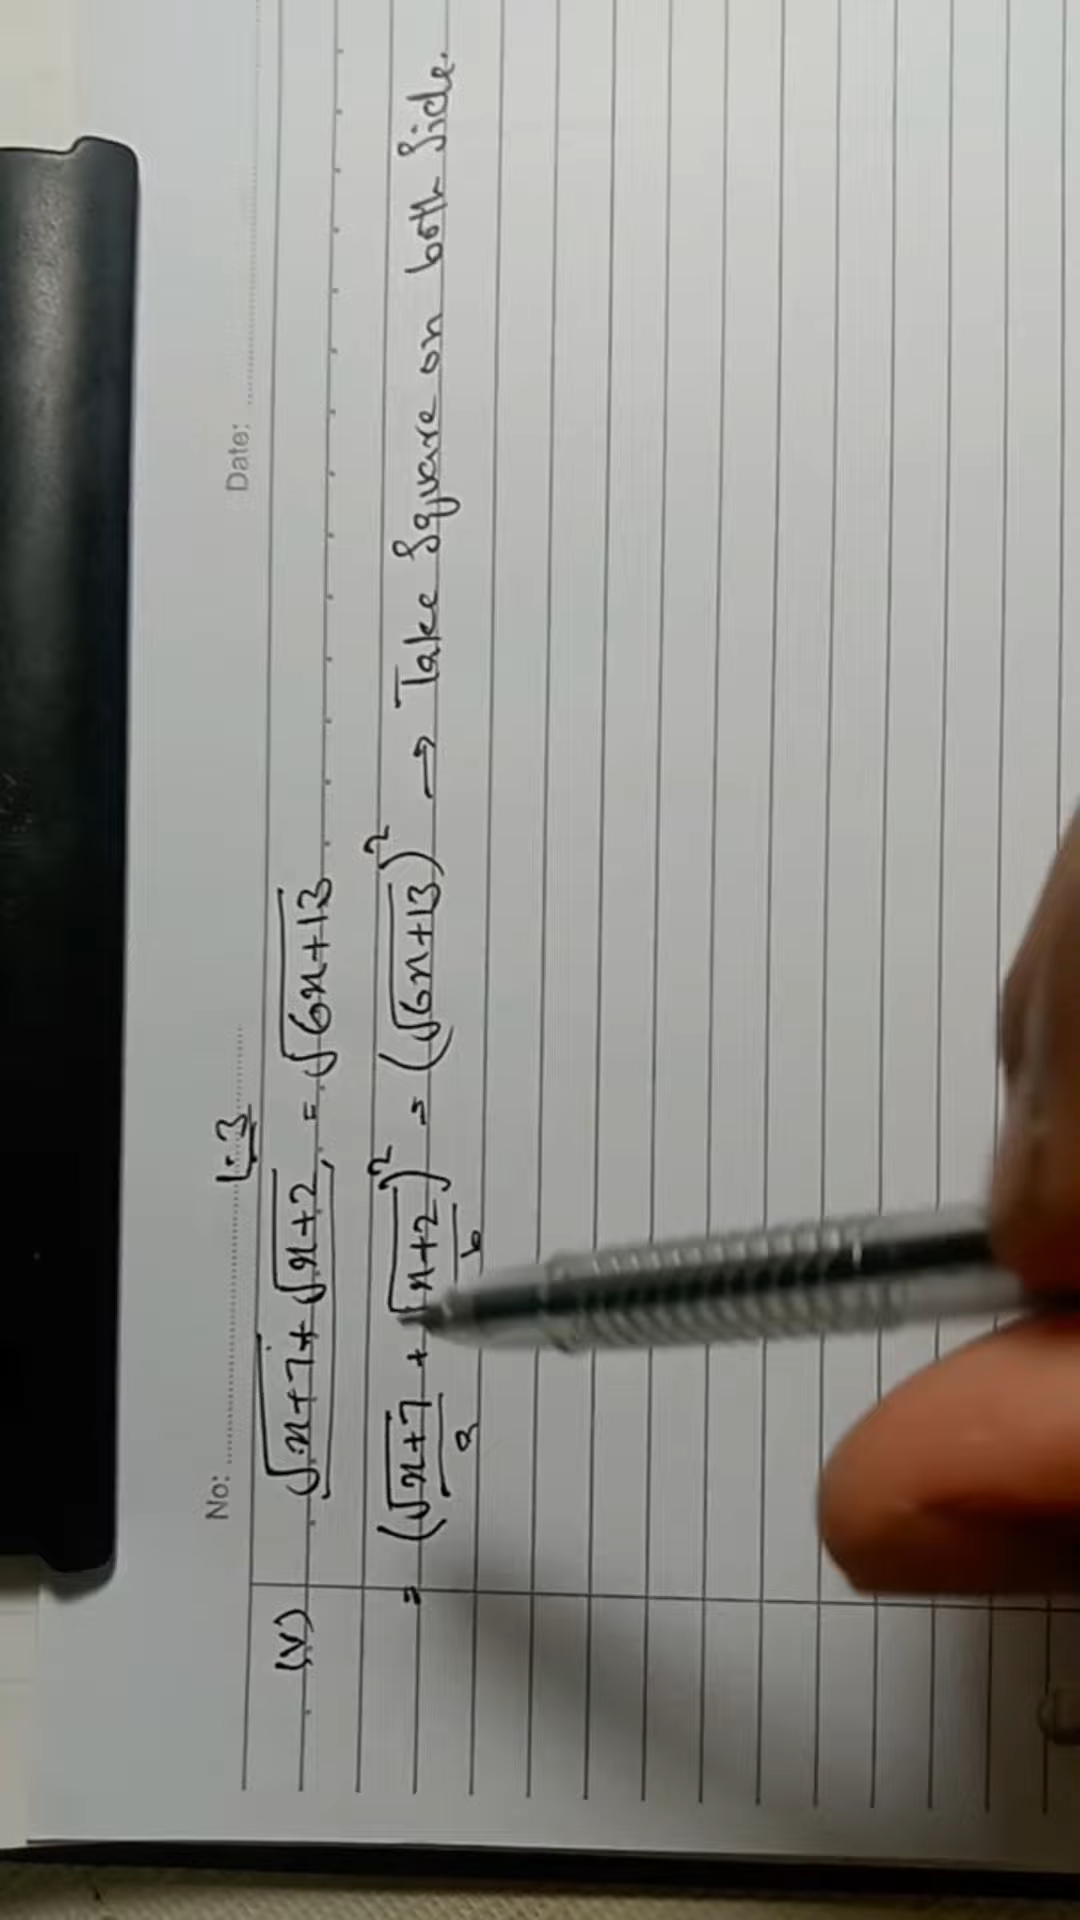 No: 1.3 Date:
(V) √x+7 + √x+2 = √6x+13
= (√x+7 + √x+2)² = (√6x+13)² → Take Square on both Side.
a b